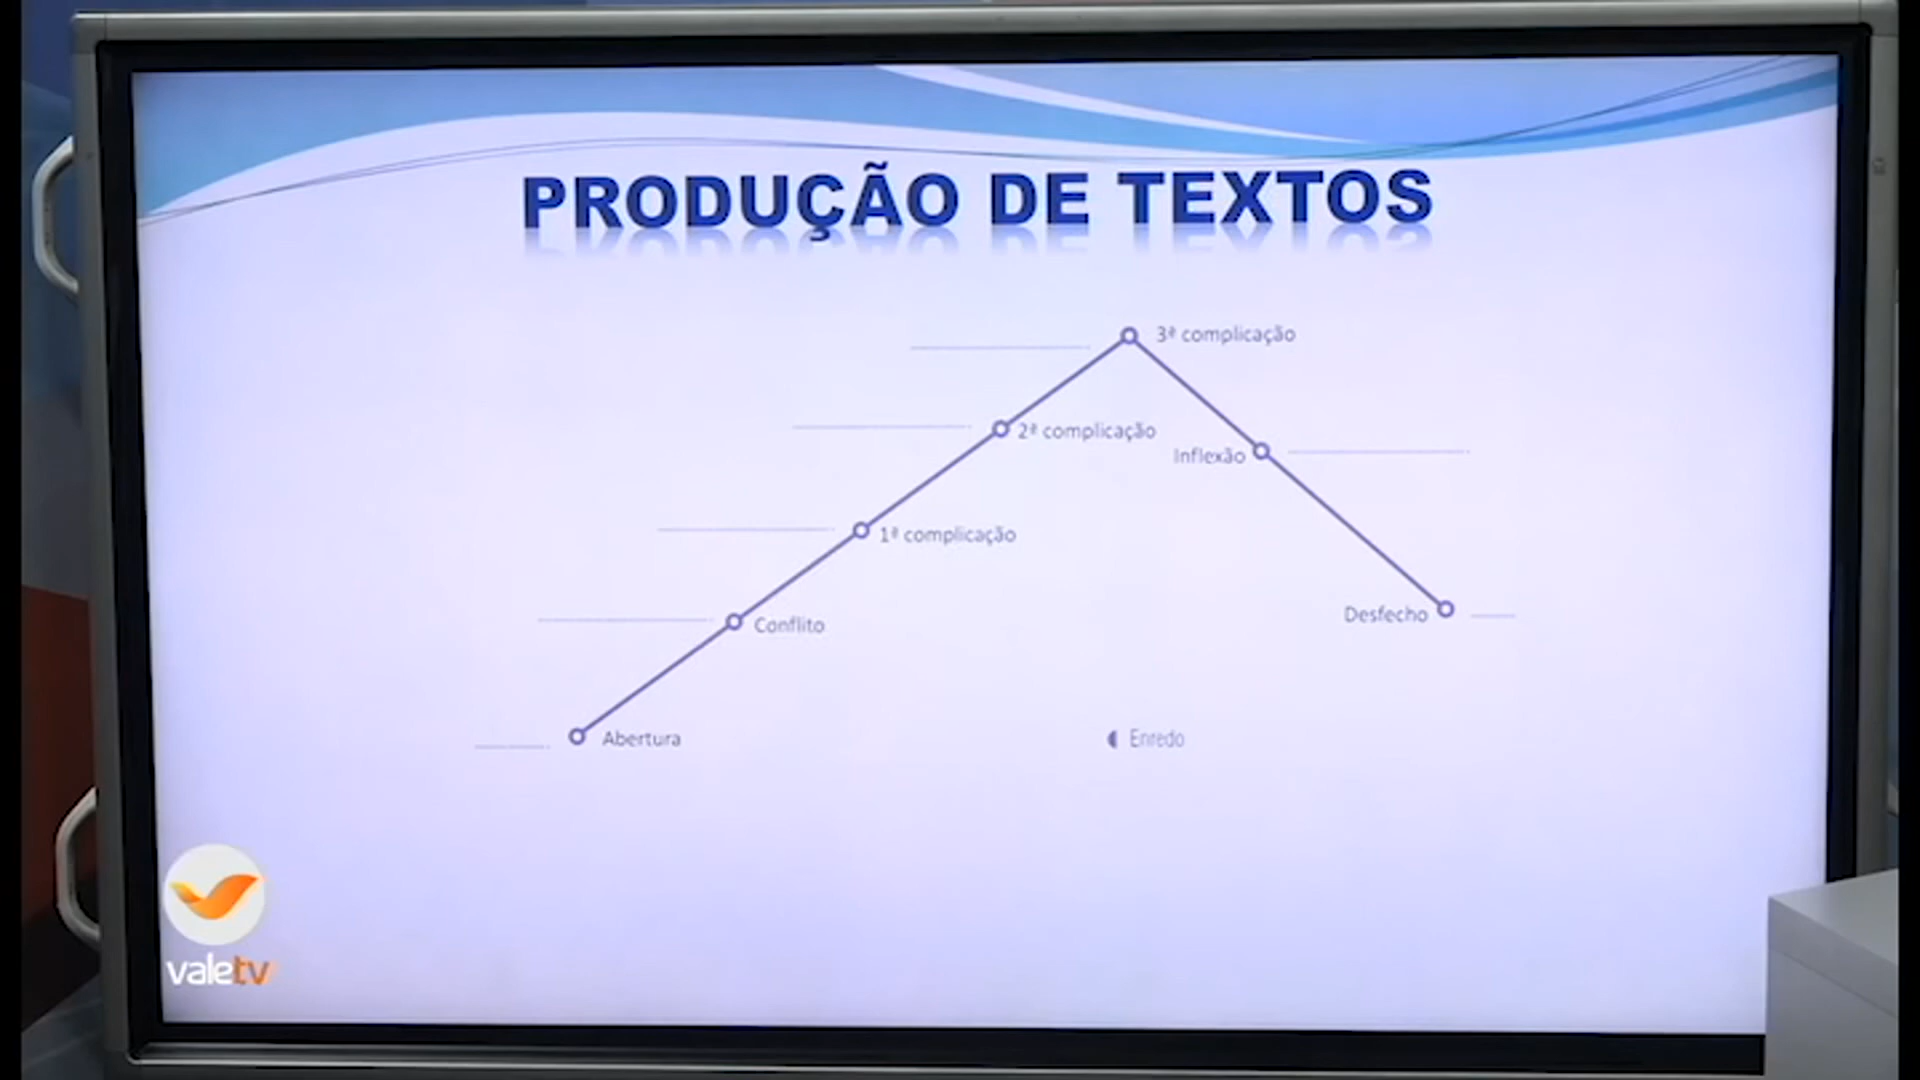 PRODUÇÃO DE TEXTOS
3ª complicação
2ª complicação
Inflexão
1ª complicação
Conflito
Desfecho
Abertura
Enredo
valetv